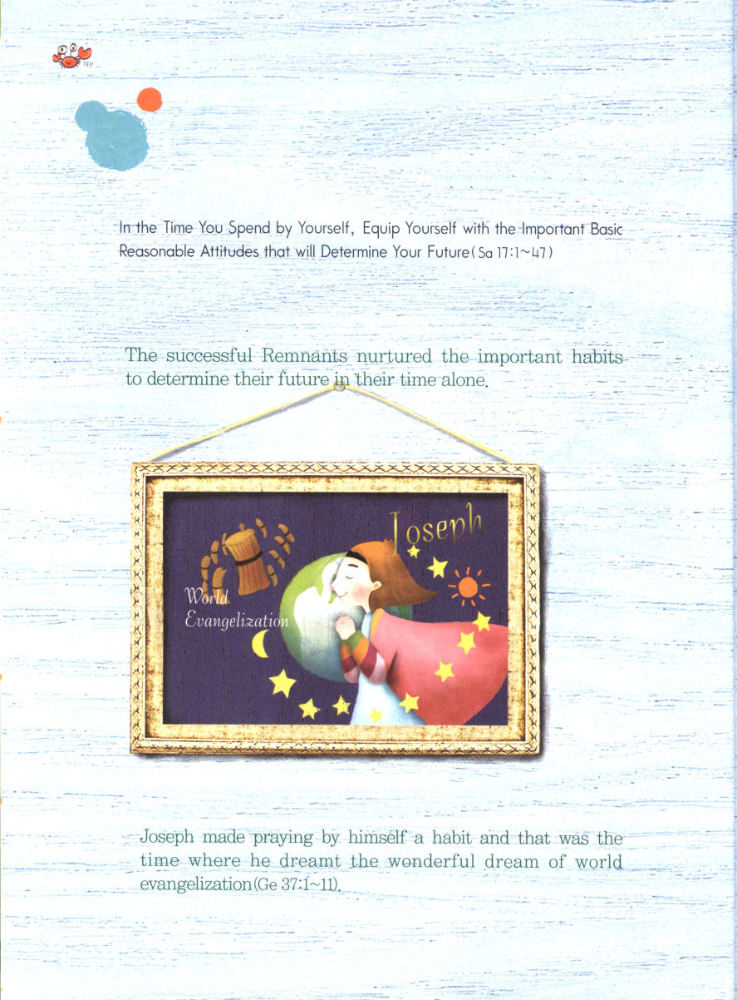 In the Time You Spend by Yourself, Equip Yourself with the Important Basic
Reasonable Attitudes that will Determine Your Future(Sa 17:1~47)
The successful Remnants nurtured the important habits
to determine their future in their time alone.
Joseph
World
Evangelization
Joseph made praying by himself a habit and that was the
time where he dreamt the wonderful dream of world
evangelization(Ge 37:1~11).